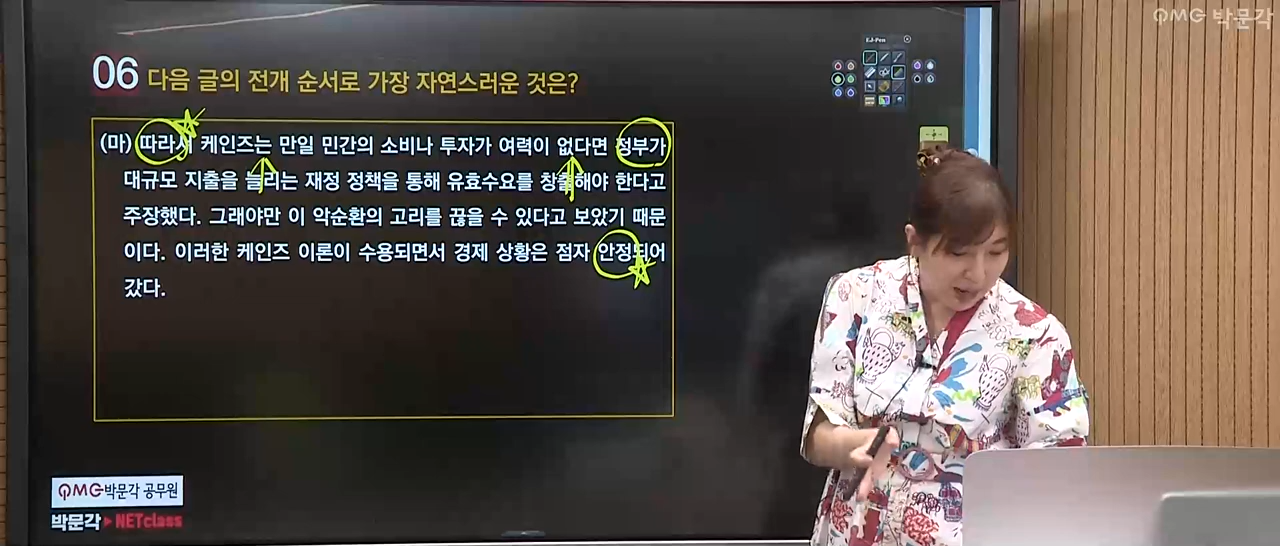 PMG 박문각
EJ-Pen
06 다음 글의 전개 순서로 가장 자연스러운 것은?
(마) 따라서 케인즈는 만일 민간의 소비나 투자가 여력이 없다면 정부가
대규모 지출을 늘리는 재정 정책을 통해 유효수요를 창출해야 한다고
주장했다. 그래야만 이 악순환의 고리를 끊을 수 있다고 보았기 때문
이다. 이러한 케인즈 이론이 수용되면서 경제 상황은 점자 안정되어
갔다.
PMG 박문각 공무원
박문각 NETclass